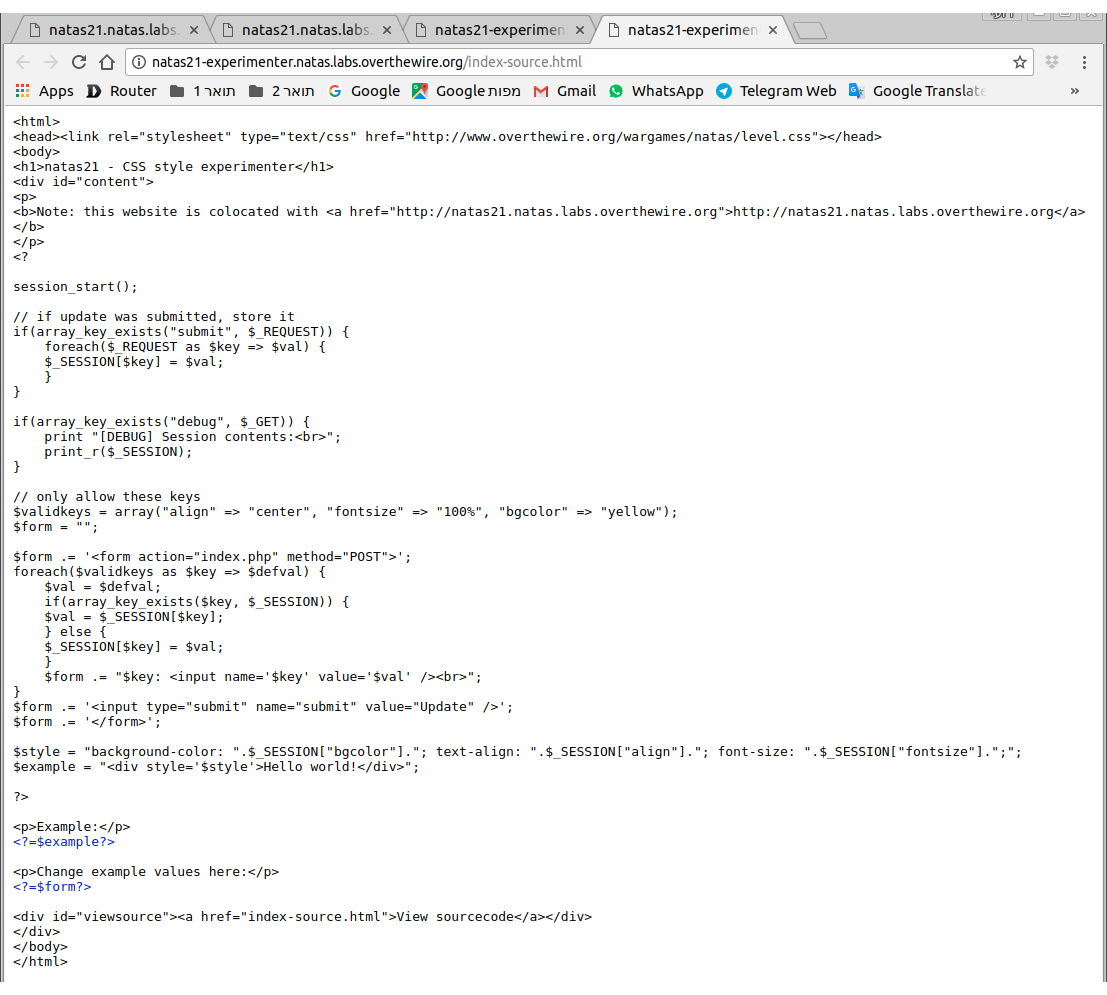 natas21.natas.labs.
natas21.natas.labs.
natas21-experimen
natas21-experimen
natas21-experimenter.natas.labs.overthewire.org/index-source.html
Apps Router תואר 1 תואר 2 Google Google מפות Gmail WhatsApp Telegram Web Google Translate »
<html>
<head><link rel="stylesheet" type="text/css" href="http://www.overthewire.org/wargames/natas/level.css"></head>
<body>
<h1>natas21 - CSS style experimenter</h1>
<div id="content">
<p>
<b>Note: this website is colocated with <a href="http://natas21.natas.labs.overthewire.org">http://natas21.natas.labs.overthewire.org</a>
</b>
</p>
<?
session_start();
// if update was submitted, store it
if(array_key_exists("submit", $_REQUEST)) {
    foreach($_REQUEST as $key => $val) {
    $_SESSION[$key] = $val;
    }
}
if(array_key_exists("debug", $_GET)) {
    print "[DEBUG] Session contents:<br>";
    print_r($_SESSION);
}
// only allow these keys
$validkeys = array("align" => "center", "fontsize" => "100%", "bgcolor" => "yellow");
$form = "";
$form .= '<form action="index.php" method="POST">';
foreach($validkeys as $key => $defval) {
    $val = $defval;
    if(array_key_exists($key, $_SESSION)) {
    $val = $_SESSION[$key];
    } else {
    $_SESSION[$key] = $val;
    }
    $form .= "$key: <input name='$key' value='$val' /><br>";
}
$form .= '<input type="submit" name="submit" value="Update" />';
$form .= '</form>';
$style = "background-color: ".$_SESSION["bgcolor"]."; text-align: ".$_SESSION["align"]."; font-size: ".$_SESSION["fontsize"].";";
$example = "<div style='$style'>Hello world!</div>";
?>
<p>Example:</p>
<?=$example?>
<p>Change example values here:</p>
<?=$form?>
<div id="viewsource"><a href="index-source.html">View sourcecode</a></div>
</div>
</body>
</html>